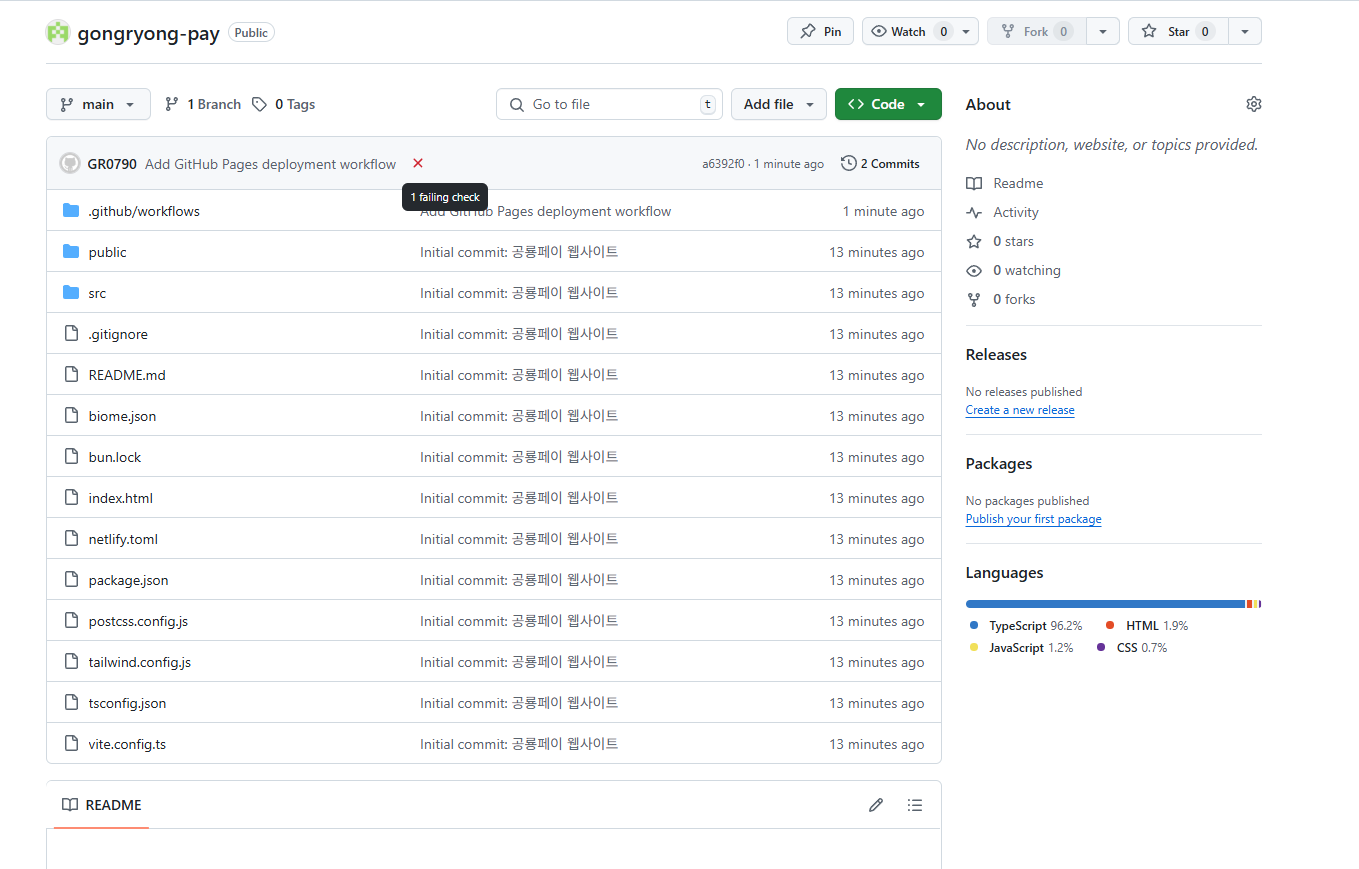 gongryong-pay Public
Pin Watch 0 Fork 0 Star 0
main 1 Branch 0 Tags Go to file t Add file Code
GR0790 Add GitHub Pages deployment workflow a6392f0 · 1 minute ago 2 Commits
1 failing check
.github/workflows Add GitHub Pages deployment workflow 1 minute ago
public Initial commit: 공룡페이 웹사이트 13 minutes ago
src Initial commit: 공룡페이 웹사이트 13 minutes ago
.gitignore Initial commit: 공룡페이 웹사이트 13 minutes ago
README.md Initial commit: 공룡페이 웹사이트 13 minutes ago
biome.json Initial commit: 공룡페이 웹사이트 13 minutes ago
bun.lock Initial commit: 공룡페이 웹사이트 13 minutes ago
index.html Initial commit: 공룡페이 웹사이트 13 minutes ago
netlify.toml Initial commit: 공룡페이 웹사이트 13 minutes ago
package.json Initial commit: 공룡페이 웹사이트 13 minutes ago
postcss.config.js Initial commit: 공룡페이 웹사이트 13 minutes ago
tailwind.config.js Initial commit: 공룡페이 웹사이트 13 minutes ago
tsconfig.json Initial commit: 공룡페이 웹사이트 13 minutes ago
vite.config.ts Initial commit: 공룡페이 웹사이트 13 minutes ago
README
About
No description, website, or topics provided.
Readme
Activity
0 stars
0 watching
0 forks
Releases
No releases published
Create a new release
Packages
No packages published
Publish your first package
Languages
TypeScript 96.2% HTML 1.9%
JavaScript 1.2% CSS 0.7%